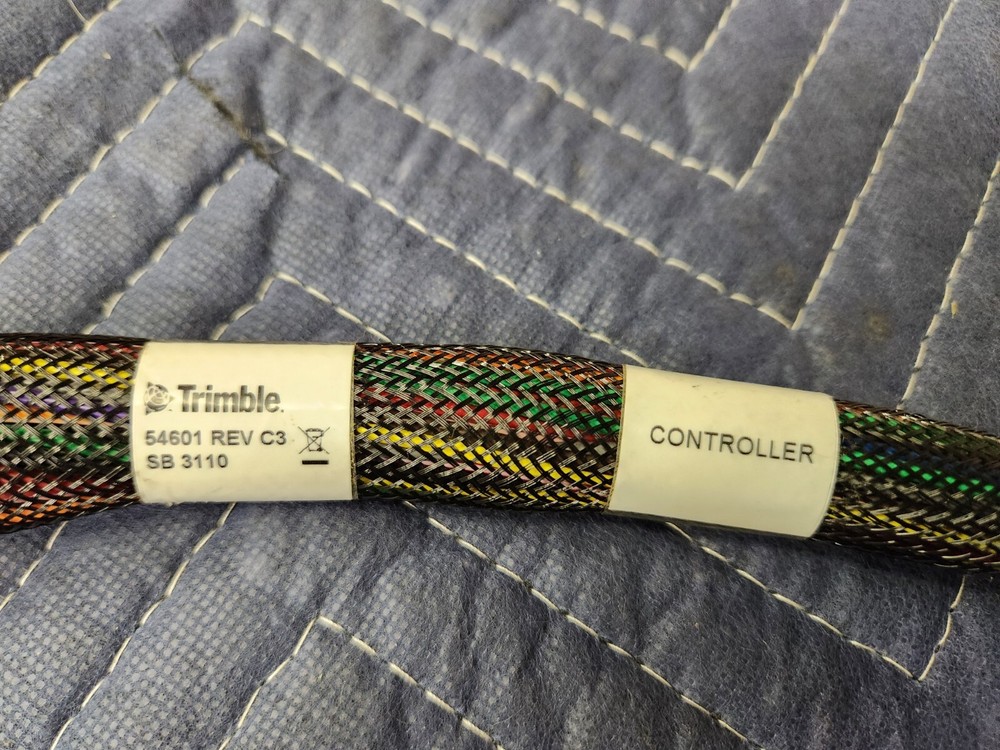 Trimble.
54601 REV C3
SB 3110
CONTROLLER